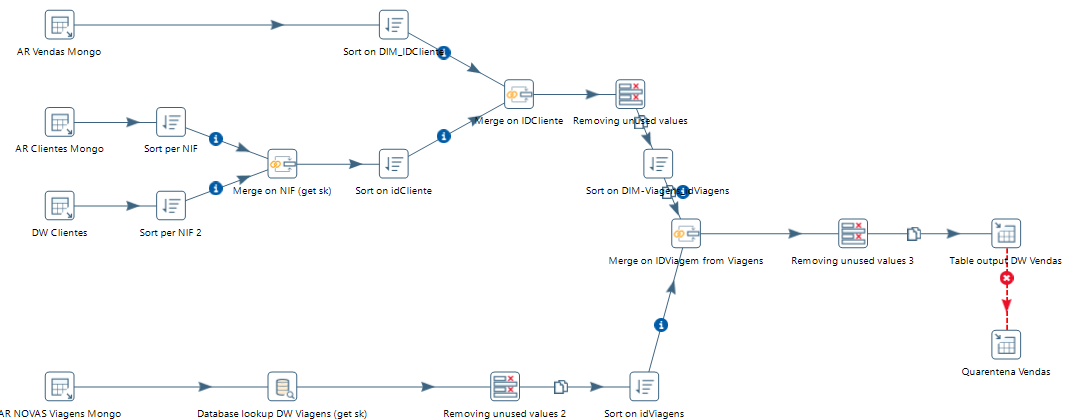 AR Vendas Mongo
Sort on DIM_IDCliente
AR Clientes Mongo
Sort per NIF
Merge on IDCliente
Removing unused values
DW Clientes
Sort per NIF 2
Merge on NIF (get sk)
Sort on idCliente
Sort on DIM-Viagens_idViagens
Merge on IDViagem from Viagens
Removing unused values 3
Table output DW Vendas
Quarentena Vendas
AR NOVAS Viagens Mongo
Database lookup DW Viagens (get sk)
Removing unused values 2
Sort on idViagens